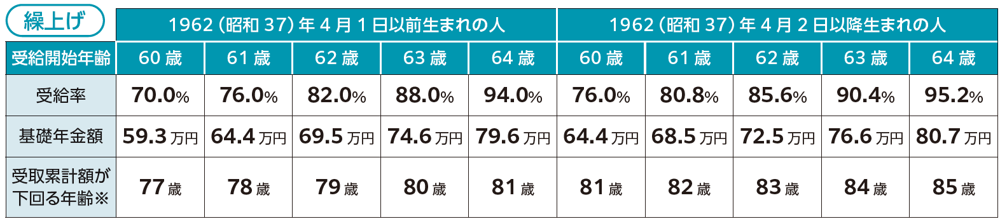 繰上げ
1962（昭和 37）年 4 月 1 日以前生まれの人 1962（昭和 37）年 4 月 2 日以降生まれの人
受給開始年齢 60 歳 61 歳 62 歳 63 歳 64 歳 60 歳 61 歳 62 歳 63 歳 64 歳
受給率 70.0% 76.0% 82.0% 88.0% 94.0% 76.0% 80.8% 85.6% 90.4% 95.2%
基礎年金額 59.3 万円 64.4 万円 69.5 万円 74.6 万円 79.6 万円 64.4 万円 68.5 万円 72.5 万円 76.6 万円 80.7 万円
受取累計額が
下回る年齢※ 77 歳 78 歳 79 歳 80 歳 81 歳 81 歳 82 歳 83 歳 84 歳 85 歳